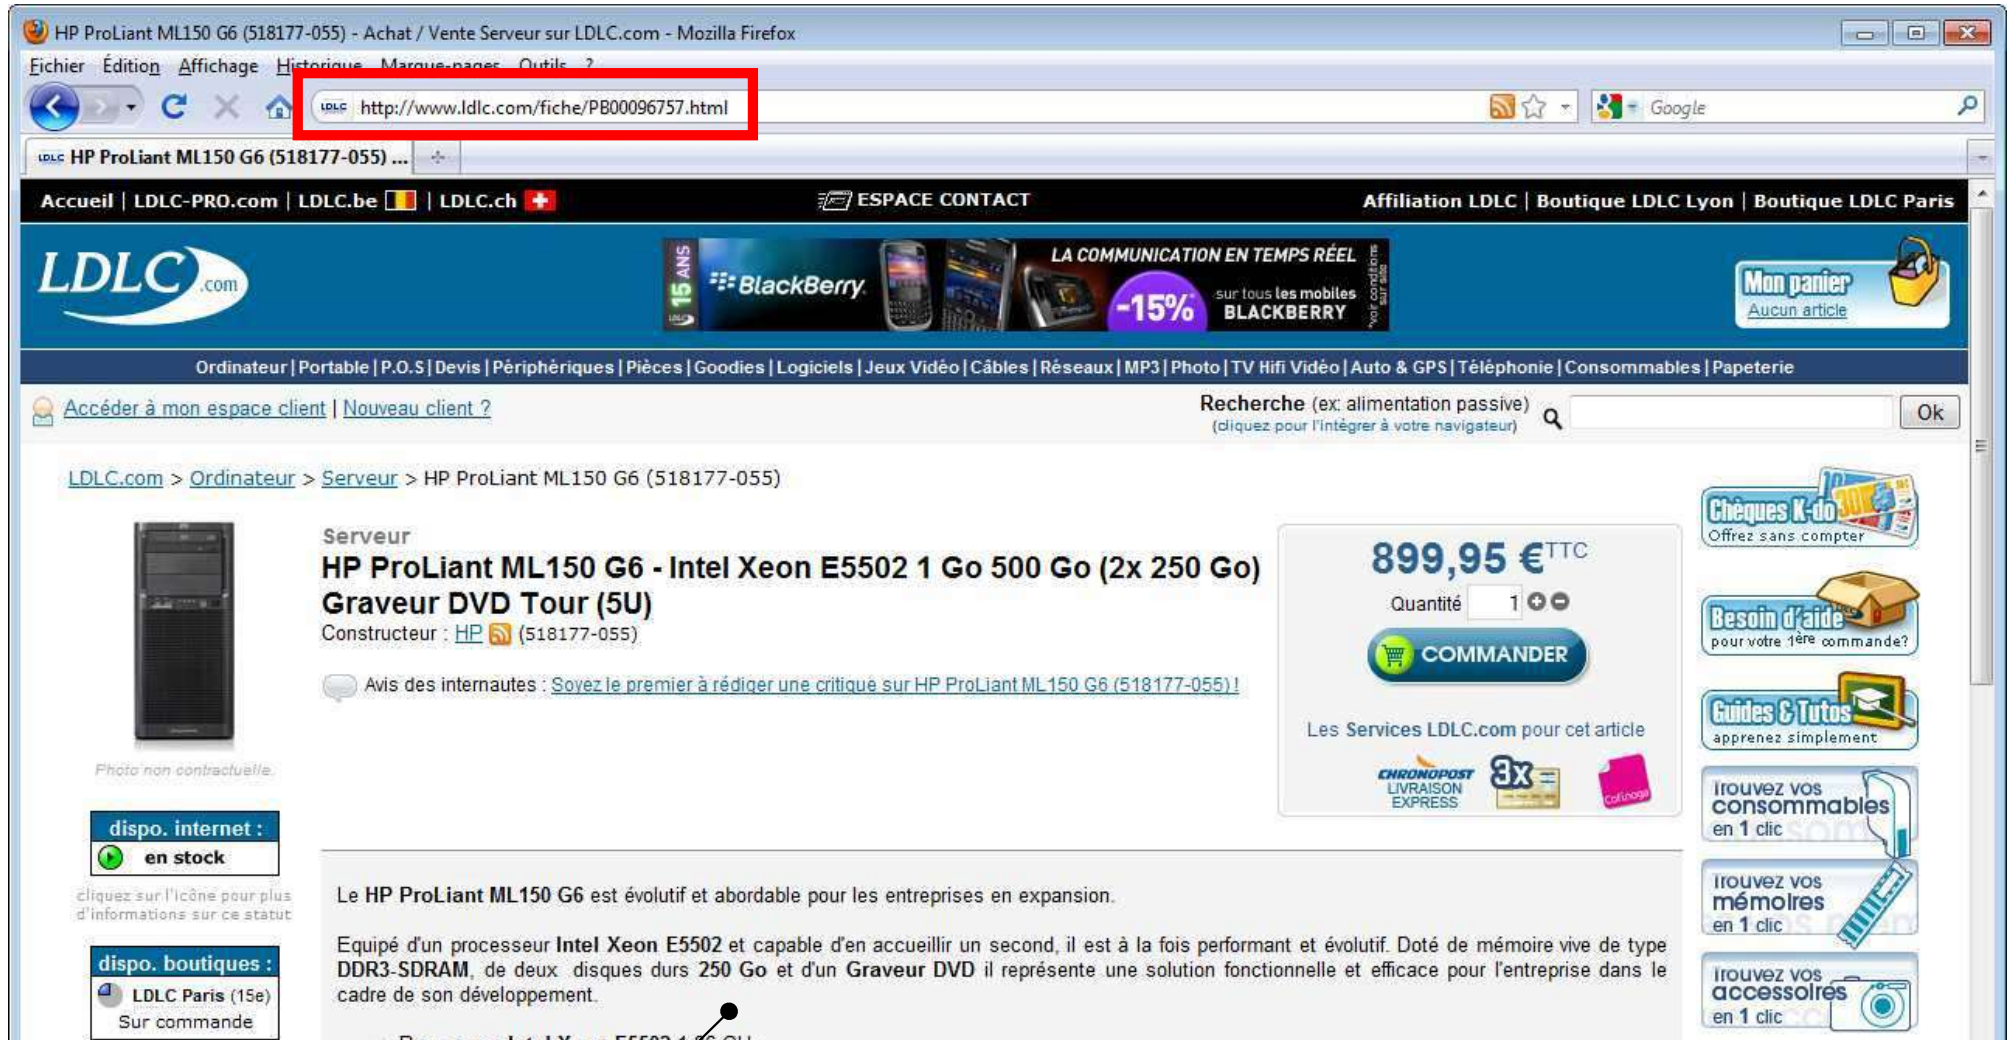 HP ProLiant ML150 G6 (518177-055) - Achat / Vente Serveur sur LDLC.com - Mozilla Firefox
Fichier Édition Affichage Historique Marque-pages Outils ?
LDLC http://www.ldlc.com/fiche/PB00096757.html
Google
LDLC HP ProLiant ML150 G6 (518177-055) ...
Accueil | LDLC-PRO.com | LDLC.be | LDLC.ch ESPACE CONTACT Affiliation LDLC | Boutique LDLC Lyon | Boutique LDLC Paris
LDLC.com
15 ANS
BlackBerry.
LA COMMUNICATION EN TEMPS RÉEL
-15%*
sur tous les mobiles
BLACKBERRY
*voir conditions
sur site
Mon panier
Aucun article
Ordinateur | Portable | P.O.S | Devis | Périphériques | Pièces | Goodies | Logiciels | Jeux Vidéo | Câbles | Réseaux | MP3 | Photo | TV Hifi Vidéo | Auto & GPS | Téléphonie | Consommables | Papeterie
Accéder à mon espace client | Nouveau client ?
Recherche (ex: alimentation passive)
(cliquez pour l'intégrer à votre navigateur)
Ok
LDLC.com > Ordinateur > Serveur > HP ProLiant ML150 G6 (518177-055)
Photo non contractuelle.
Serveur
HP ProLiant ML150 G6 - Intel Xeon E5502 1 Go 500 Go (2x 250 Go)
Graveur DVD Tour (5U)
Constructeur : HP (518177-055)
Avis des internautes : Soyez le premier à rédiger une critique sur HP ProLiant ML150 G6 (518177-055) !
899,95 €TTC
Quantité 1
COMMANDER
Les Services LDLC.com pour cet article
CHRONOPOST
LIVRAISON
EXPRESS
3X
Cofinoga
Chèques K-do
Offrez sans compter
Besoin d'aide
pour votre 1ère commande?
Guides & Tutos
apprenez simplement
Trouvez vos
consommables
en 1 clic
Trouvez vos
mémoires
en 1 clic
Trouvez vos
accessoires
en 1 clic
dispo. internet :
en stock
cliquez sur l'icône pour plus
d'informations sur ce statut
dispo. boutiques :
LDLC Paris (15e)
Sur commande
Le HP ProLiant ML150 G6 est évolutif et abordable pour les entreprises en expansion.
Equipé d'un processeur Intel Xeon E5502 et capable d'en accueillir un second, il est à la fois performant et évolutif. Doté de mémoire vive de type
DDR3-SDRAM, de deux disques durs 250 Go et d'un Graveur DVD il représente une solution fonctionnelle et efficace pour l'entreprise dans le
cadre de son développement.
Intel Xeon E5502